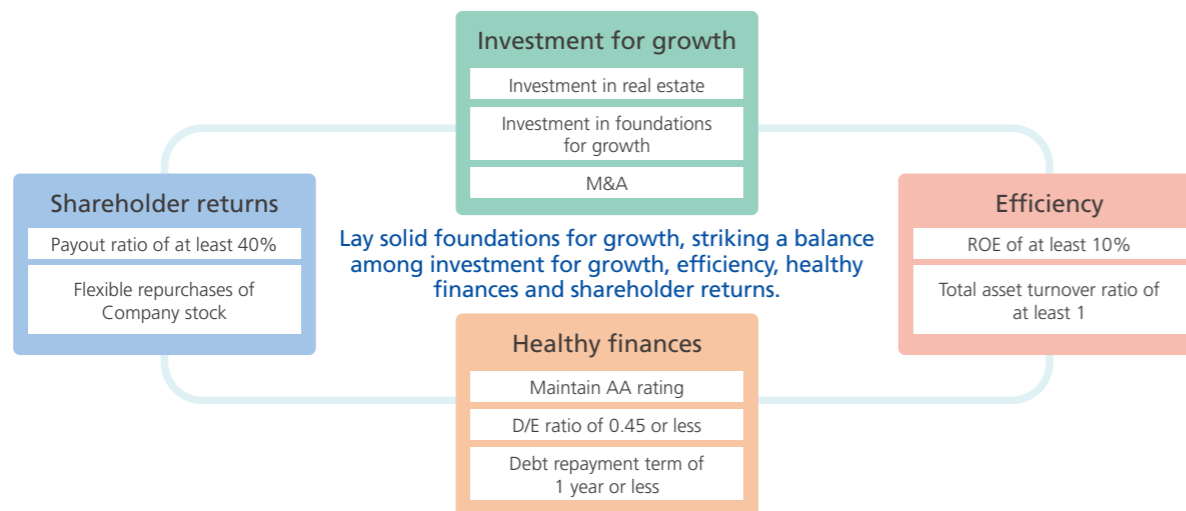 Investment for growth
Investment in real estate
Investment in foundations
for growth
M&A
Shareholder returns
Payout ratio of at least 40%
Flexible repurchases of
Company stock
Lay solid foundations for growth, striking a balance
among investment for growth, efficiency, healthy
finances and shareholder returns.
Efficiency
ROE of at least 10%
Total asset turnover ratio of
at least 1
Healthy finances
Maintain AA rating
D/E ratio of 0.45 or less
Debt repayment term of
1 year or less